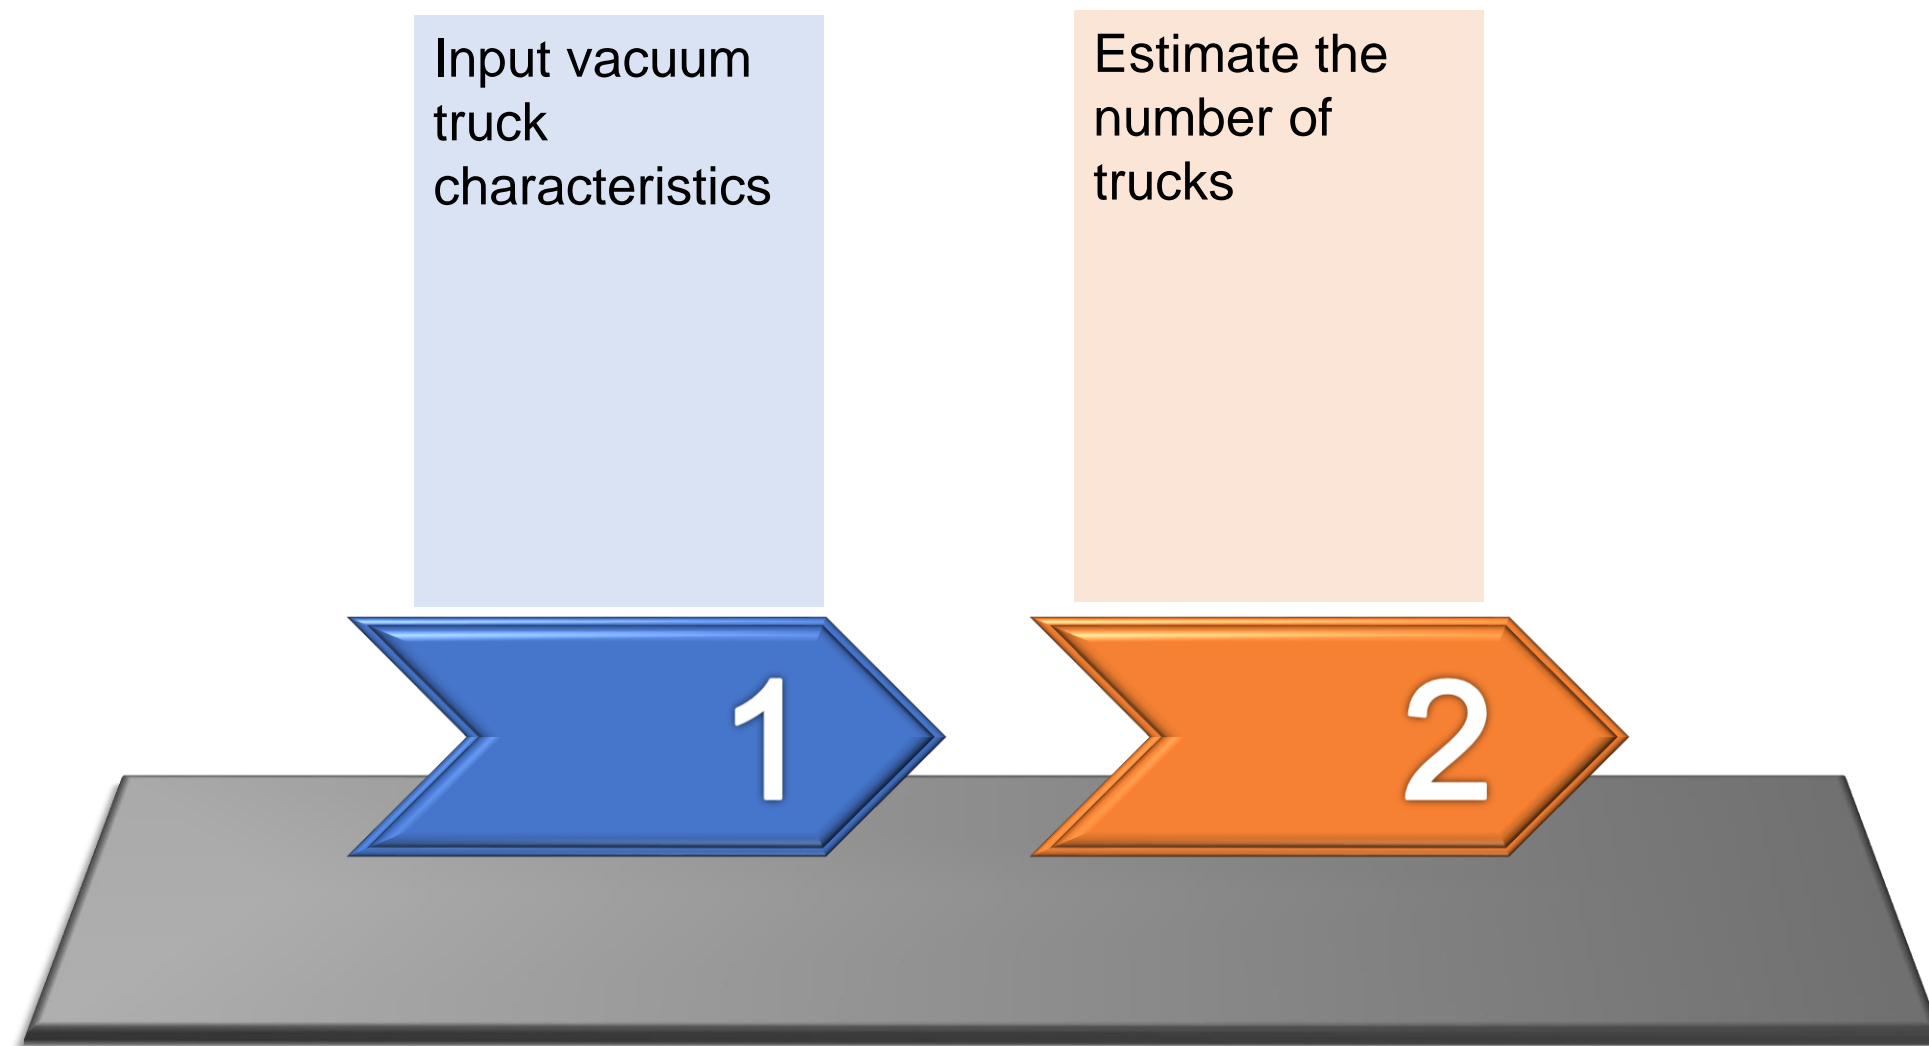 Input vacuum
truck
characteristics
Estimate the
number of
trucks
1
2